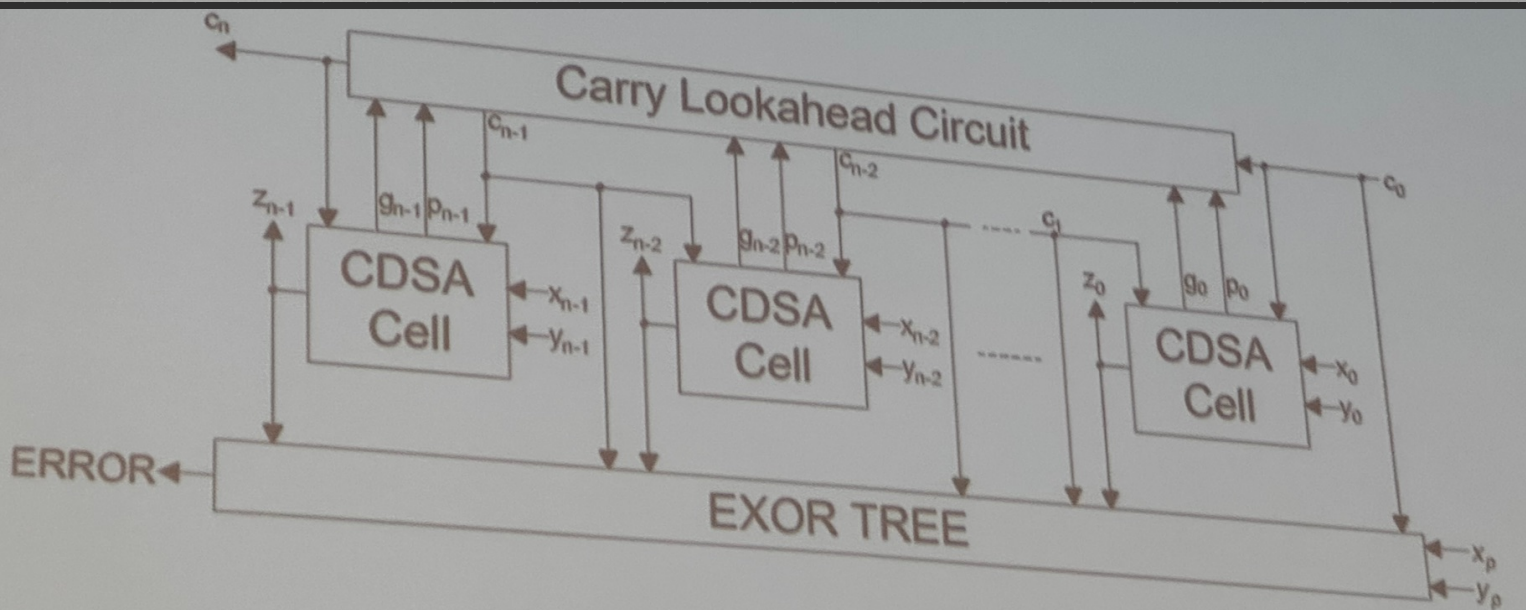 cn
Carry Lookahead Circuit
cn-1
cn-2
c0
zn-1
gn-1 pn-1
zn-2
gn-2 pn-2
c1
z0
g0 p0
CDSA
Cell
xn-1
yn-1
CDSA
Cell
xn-2
yn-2
CDSA
Cell
x0
y0
ERROR
EXOR TREE
xp
yp